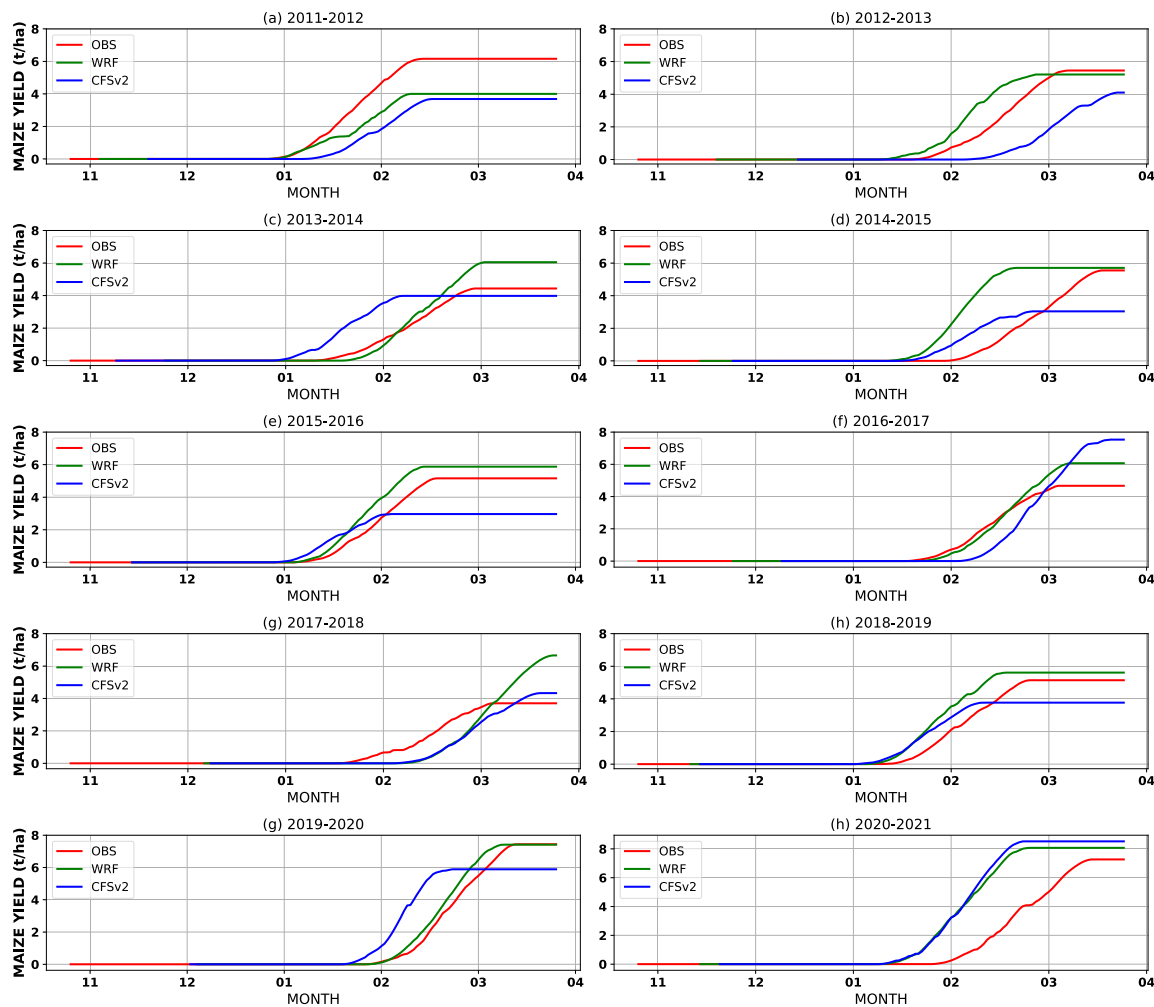 (a) 2011-2012
MAIZE YIELD (t/ha)
8
6
4
2
0
OBS
WRF
CFSv2
11 12 01 02 03 04
MONTH
(b) 2012-2013
8
6
4
2
0
OBS
WRF
CFSv2
11 12 01 02 03 04
MONTH
(c) 2013-2014
MAIZE YIELD (t/ha)
8
6
4
2
0
OBS
WRF
CFSv2
11 12 01 02 03 04
MONTH
(d) 2014-2015
8
6
4
2
0
OBS
WRF
CFSv2
11 12 01 02 03 04
MONTH
(e) 2015-2016
MAIZE YIELD (t/ha)
8
6
4
2
0
OBS
WRF
CFSv2
11 12 01 02 03 04
MONTH
(f) 2016-2017
8
6
4
2
0
OBS
WRF
CFSv2
11 12 01 02 03 04
MONTH
(g) 2017-2018
MAIZE YIELD (t/ha)
8
6
4
2
0
OBS
WRF
CFSv2
11 12 01 02 03 04
MONTH
(h) 2018-2019
8
6
4
2
0
OBS
WRF
CFSv2
11 12 01 02 03 04
MONTH
(g) 2019-2020
MAIZE YIELD (t/ha)
8
6
4
2
0
OBS
WRF
CFSv2
11 12 01 02 03 04
MONTH
(h) 2020-2021
8
6
4
2
0
OBS
WRF
CFSv2
11 12 01 02 03 04
MONTH